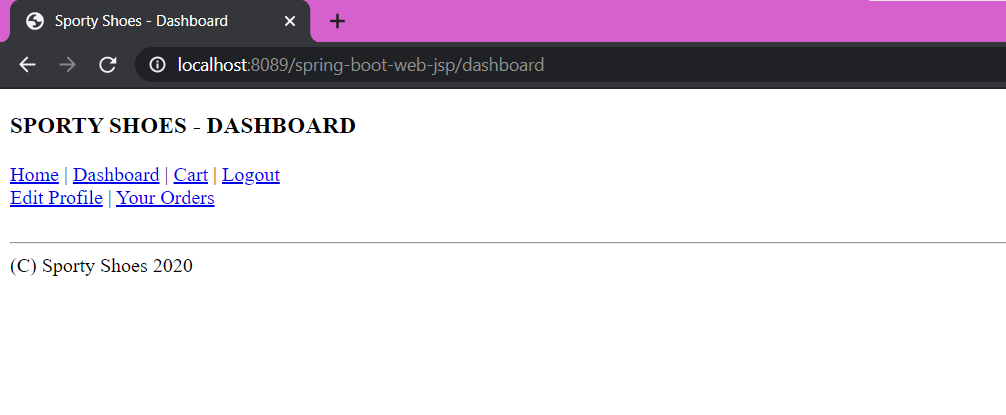 Sporty Shoes - Dashboard
localhost:8089/spring-boot-web-jsp/dashboard
SPORTY SHOES - DASHBOARD
Home | Dashboard | Cart | Logout
Edit Profile | Your Orders
(C) Sporty Shoes 2020